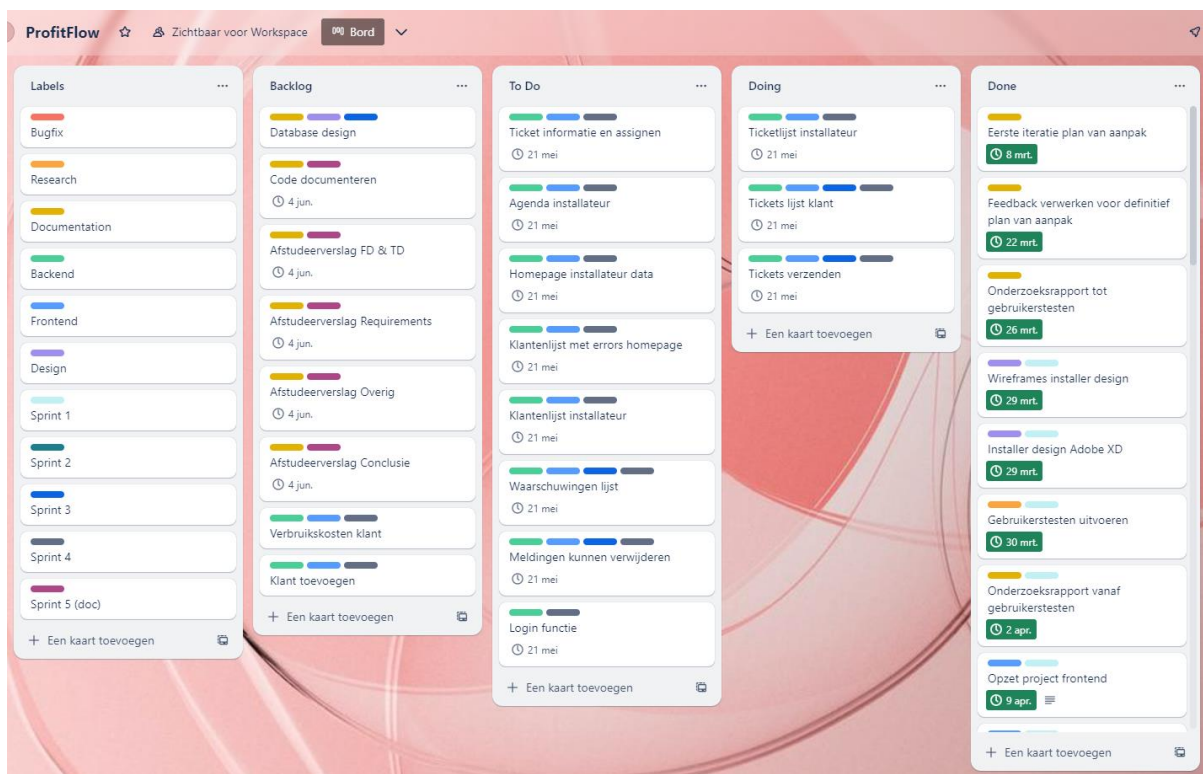 ProfitFlow
Zichtbaar voor Workspace
Bord
Labels
Bugfix
Research
Documentation
Backend
Frontend
Design
Sprint 1
Sprint 2
Sprint 3
Sprint 4
Sprint 5 (doc)
+ Een kaart toevoegen
Backlog
Database design
Code documenteren
4 jun.
Afstudeerverslag FD & TD
4 jun.
Afstudeerverslag Requirements
4 jun.
Afstudeerverslag Overig
4 jun.
Afstudeerverslag Conclusie
4 jun.
Verbruikskosten klant
Klant toevoegen
+ Een kaart toevoegen
To Do
Ticket informatie en assignen
21 mei
Agenda installateur
21 mei
Homepage installateur data
21 mei
Klantenlijst met errors homepage
21 mei
Klantenlijst installateur
21 mei
Waarschuwingen lijst
21 mei
Meldingen kunnen verwijderen
21 mei
Login functie
21 mei
+ Een kaart toevoegen
Doing
Ticketlijst installateur
21 mei
Tickets lijst klant
21 mei
Tickets verzenden
21 mei
+ Een kaart toevoegen
Done
Eerste iteratie plan van aanpak
8 mrt.
Feedback verwerken voor definitief
plan van aanpak
22 mrt.
Onderzoeksrapport tot
gebruikerstesten
26 mrt.
Wireframes installer design
29 mrt.
Installer design Adobe XD
29 mrt.
Gebruikerstesten uitvoeren
30 mrt.
Onderzoeksrapport vanaf
gebruikerstesten
2 apr.
Opzet project frontend
9 apr.
+ Een kaart toevoegen